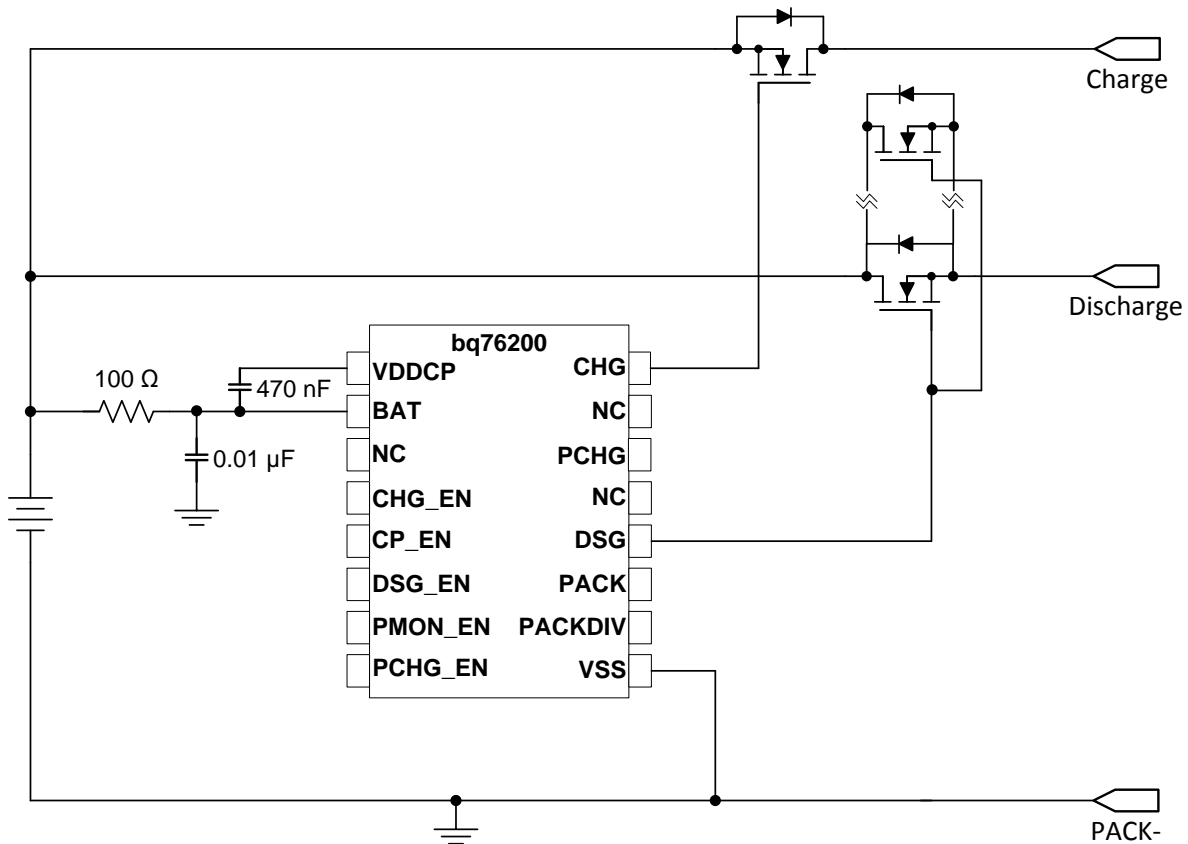 Charge
Discharge
bq76200
VDDCP
CHG
100 Ω
470 nF
BAT
NC
0.01 µF
NC
PCHG
CHG_EN
NC
CP_EN
DSG
DSG_EN
PACK
PMON_EN
PACKDIV
PCHG_EN
VSS
PACK-